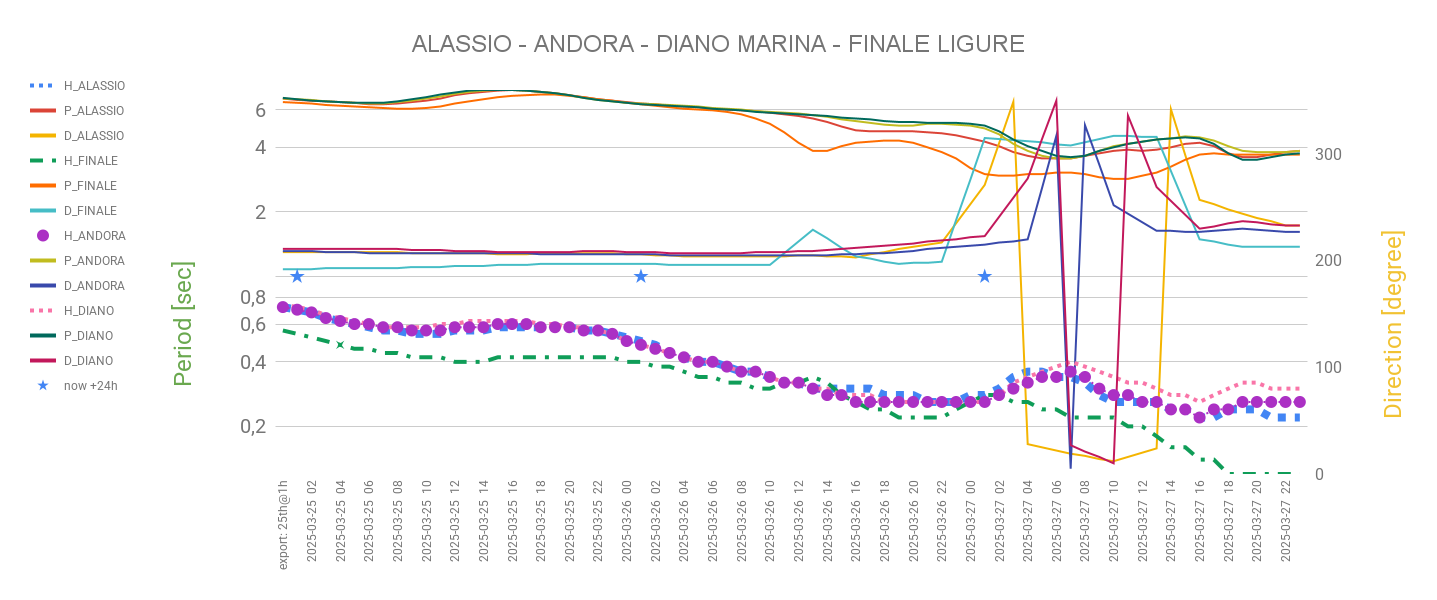 ALASSIO - ANDORA - DIANO MARINA - FINALE LIGURE
H_ALASSIO
P_ALASSIO
D_ALASSIO
H_FINALE
P_FINALE
D_FINALE
H_ANDORA
P_ANDORA
D_ANDORA
H_DIANO
P_DIANO
D_DIANO
now +24h
Period [sec]
6
4
2
0,8
0,6
0,4
0,2
300
200
100
0
Direction [degree]
export: 25th@1h
2025-03-25 02
2025-03-25 04
2025-03-25 06
2025-03-25 08
2025-03-25 10
2025-03-25 12
2025-03-25 14
2025-03-25 16
2025-03-25 18
2025-03-25 20
2025-03-25 22
2025-03-26 00
2025-03-26 02
2025-03-26 04
2025-03-26 06
2025-03-26 08
2025-03-26 10
2025-03-26 12
2025-03-26 14
2025-03-26 16
2025-03-26 18
2025-03-26 20
2025-03-26 22
2025-03-27 00
2025-03-27 02
2025-03-27 04
2025-03-27 06
2025-03-27 08
2025-03-27 10
2025-03-27 12
2025-03-27 14
2025-03-27 16
2025-03-27 18
2025-03-27 20
2025-03-27 22